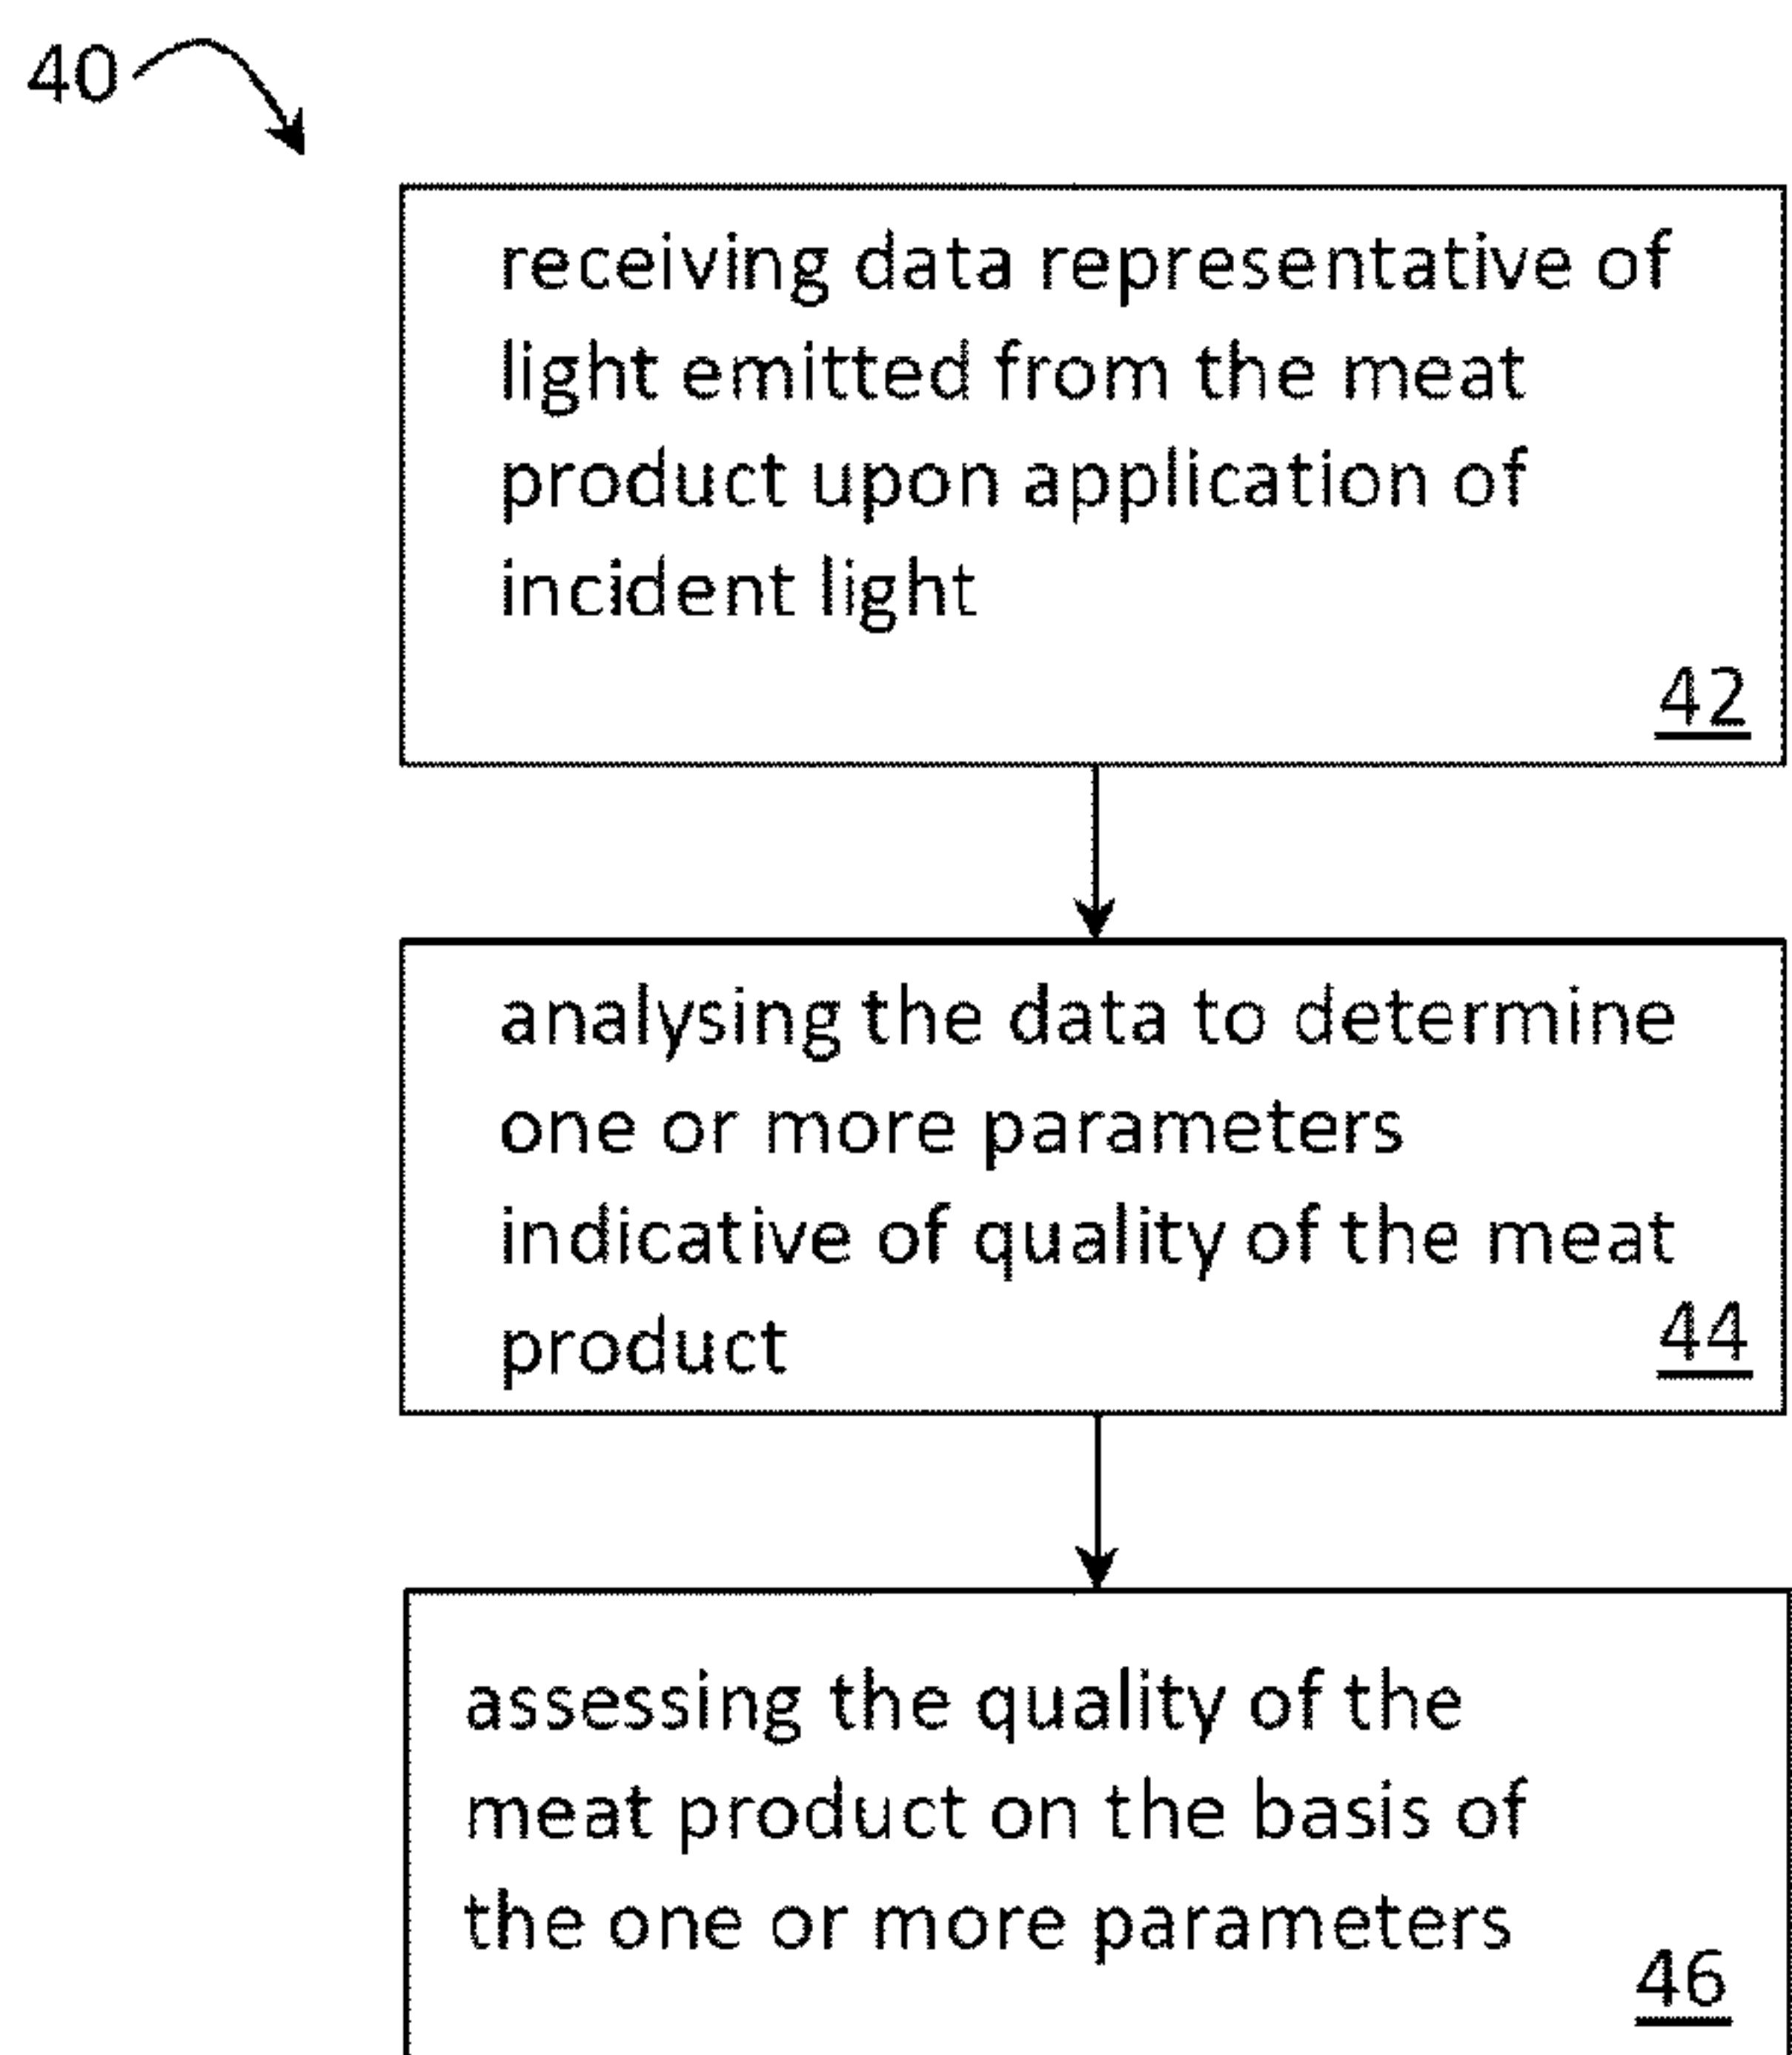 40
receiving data representative of
light emitted from the meat
product upon application of
incident light
42
analysing the data to determine
one or more parameters
indicative of quality of the meat
product
44
assessing the quality of the
meat product on the basis of
the one or more parameters
46